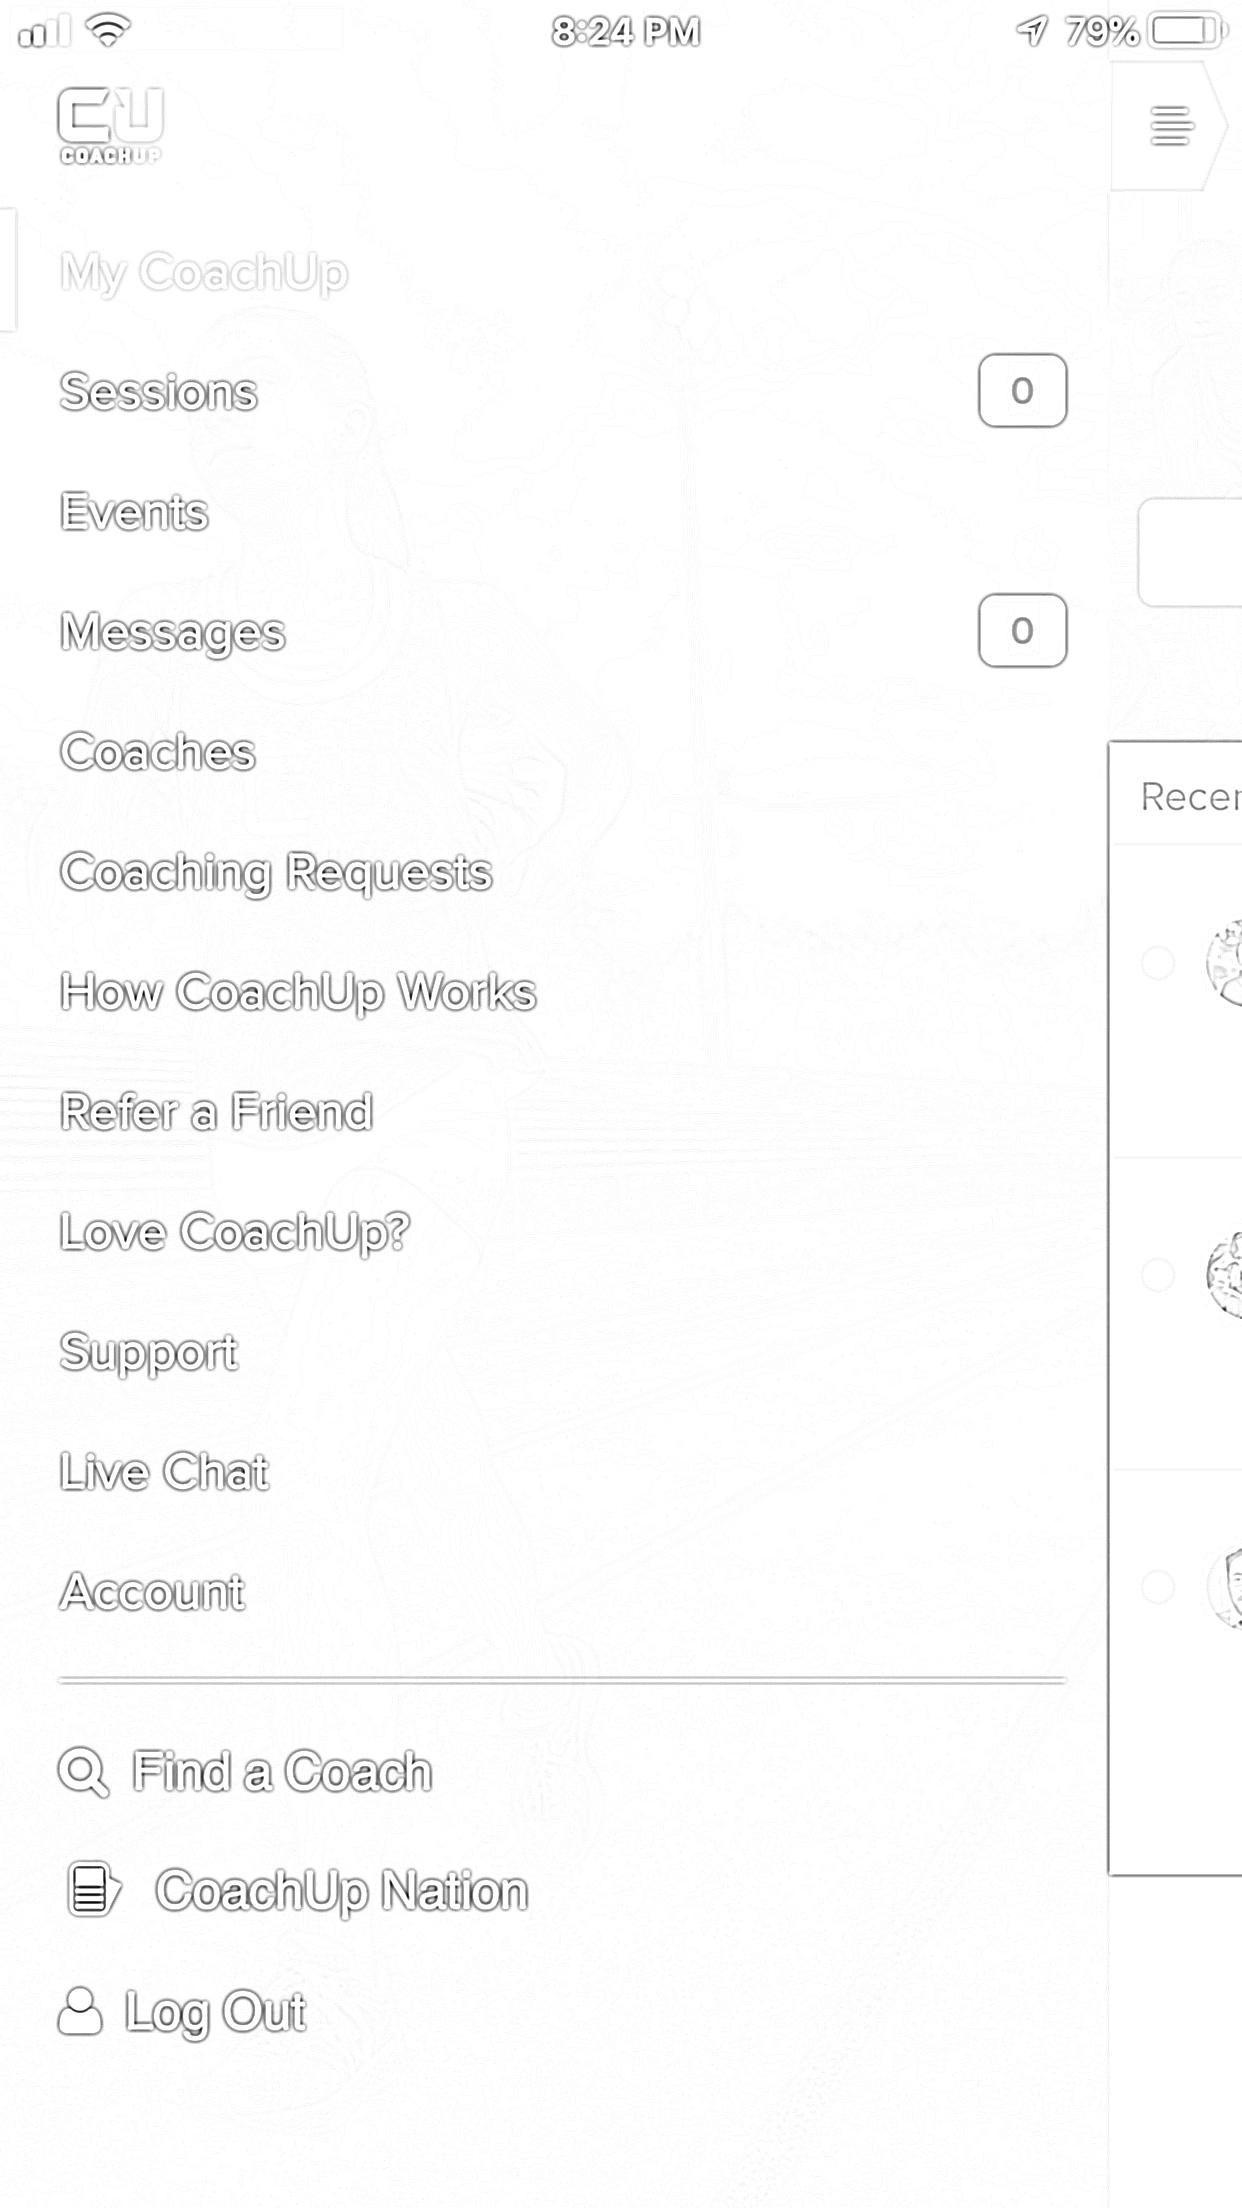 8:24 PM
79%
CU
COACHUP
My CoachUp
Sessions
0
Events
Messages
0
Coaches
Coaching Requests
How CoachUp Works
Refer a Friend
Love CoachUp?
Support
Live Chat
Account
Find a Coach
CoachUp Nation
Log Out